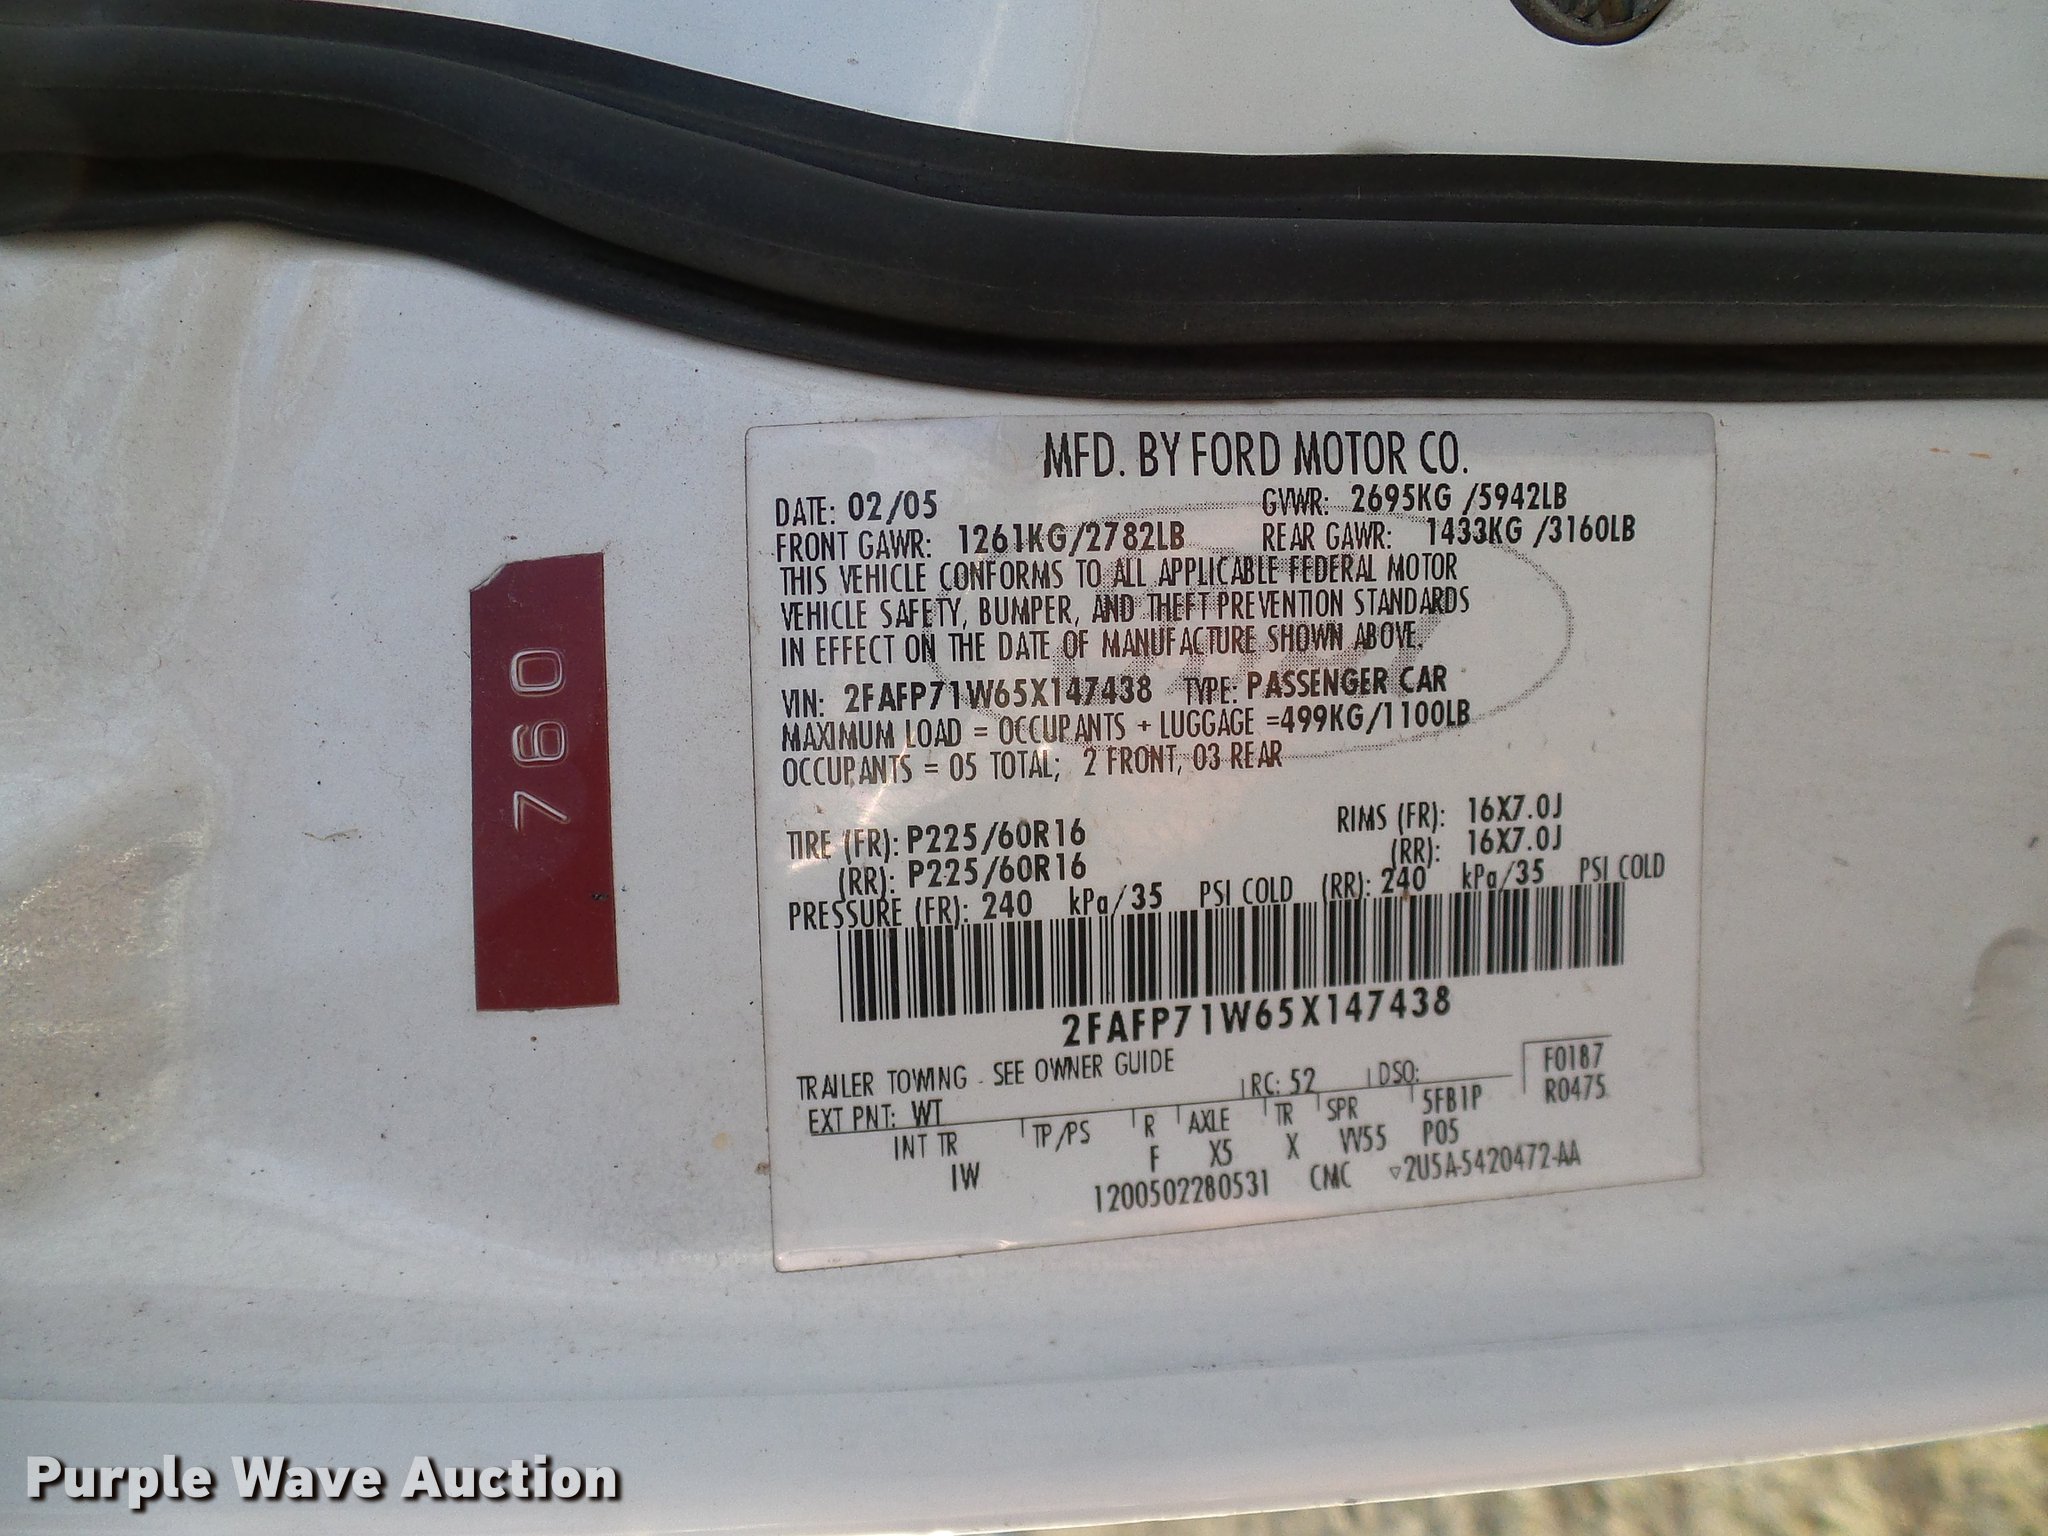 760
MFD. BY FORD MOTOR CO.
DATE: 02/05 GVWR: 2695KG /5942LB
FRONT GAWR: 1261KG/2782LB REAR GAWR: 1433KG /3160LB
THIS VEHICLE CONFORMS TO ALL APPLICABLE FEDERAL MOTOR
VEHICLE SAFETY, BUMPER, AND THEFT PREVENTION STANDARDS
IN EFFECT ON THE DATE OF MANUFACTURE SHOWN ABOVE.
VIN: 2FAFP71W65X147438 TYPE: PASSENGER CAR
MAXIMUM LOAD = OCCUPANTS + LUGGAGE =499KG/1100LB
OCCUPANTS = 05 TOTAL; 2 FRONT, 03 REAR
TIRE (FR): P225/60R16 RIMS (FR): 16X7.0J
(RR): P225/60R16 (RR): 16X7.0J
PRESSURE (FR): 240 kPa/35 PSI COLD (RR): 240 kPa/35 PSI COLD
2FAFP71W65X147438
TRAILER TOWING - SEE OWNER GUIDE
EXT PNT: WT RC: 52 DSO: F0187
INT TR TP/PS R AXLE TR SPR 5FB1P R0475
IW F X5 X VV55 P05
1200502280531 CMC ▽2U5A-5420472-AA
Purple Wave Auction